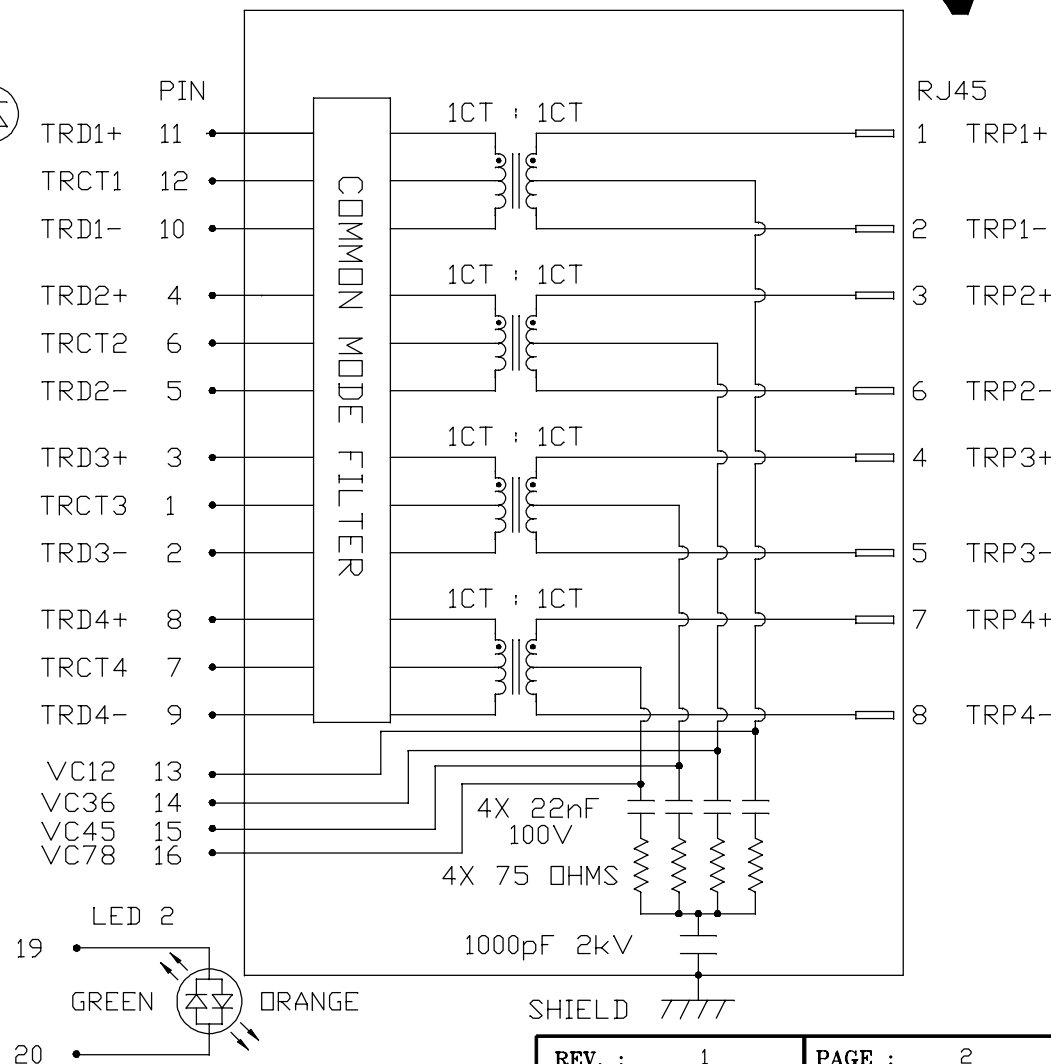 PIN RJ45
1CT : 1CT
TRD1+ 11 1 TRP1+
TRCT1 12
TRD1- 10 2 TRP1-
1CT : 1CT
TRD2+ 4 3 TRP2+
TRCT2 6
TRD2- 5 6 TRP2-
1CT : 1CT
TRD3+ 3 4 TRP3+
TRCT3 1
TRD3- 2 5 TRP3-
1CT : 1CT
TRD4+ 8 7 TRP4+
TRCT4 7
TRD4- 9 8 TRP4-
COMMON MODE FILTER
VC12 13
VC36 14
VC45 15
VC78 16
4X 22nF
100V
4X 75 OHMS
1000pF 2kV
SHIELD
LED 2
19
GREEN ORANGE
20
REV. : 1 PAGE : 2